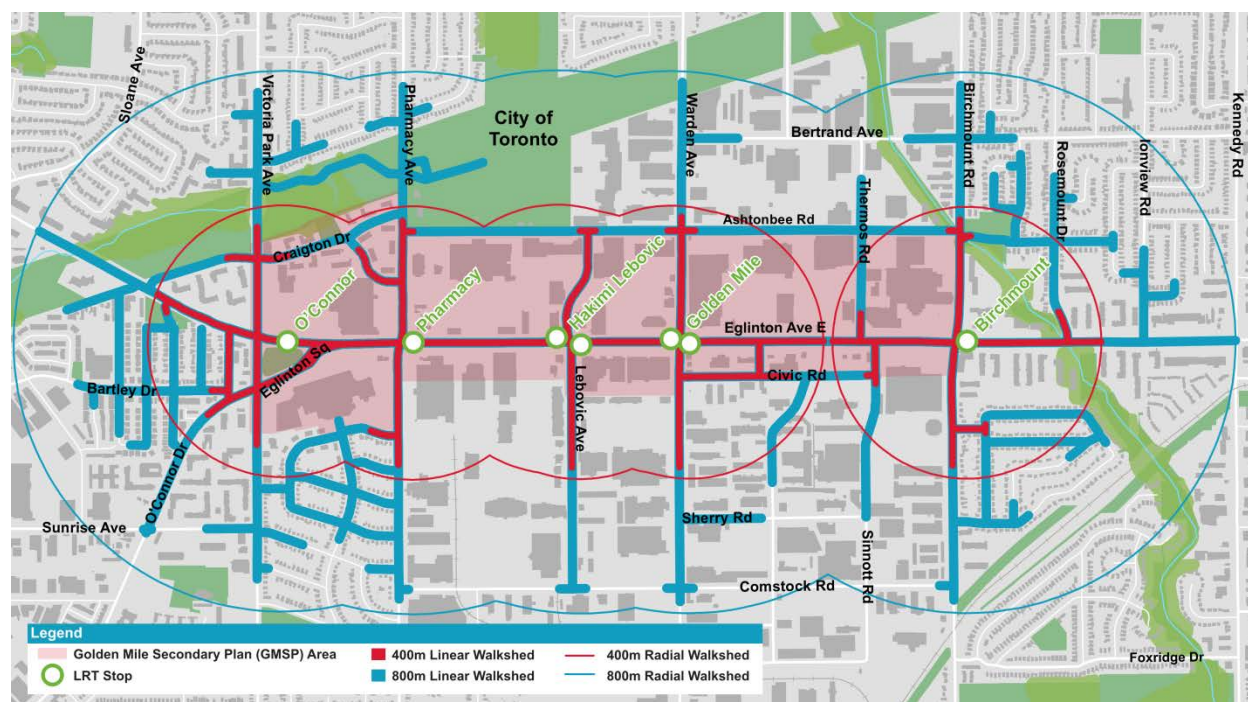 Sloane Ave
Victoria Park Ave
Pharmacy Ave
City of
Toronto
Warden Ave
Bertrand Ave
Birchmount Rd
Rosemount Dr
Ionview Rd
Kennedy Rd
Thermos Rd
Ashtonbee Rd
Craigton Dr
O'Connor
Pharmacy
Hakimi Lebovic
Golden Mile
Birchmount
Eglinton Ave E
Eglinton Sq
Civic Rd
Bartley Dr
Lebovic Ave
O'Connor Dr
Sunrise Ave
Sherry Rd
Sinnott Rd
Comstock Rd
Foxridge Dr
Legend
Golden Mile Secondary Plan (GMSP) Area
400m Linear Walkshed
400m Radial Walkshed
LRT Stop
800m Linear Walkshed
800m Radial Walkshed